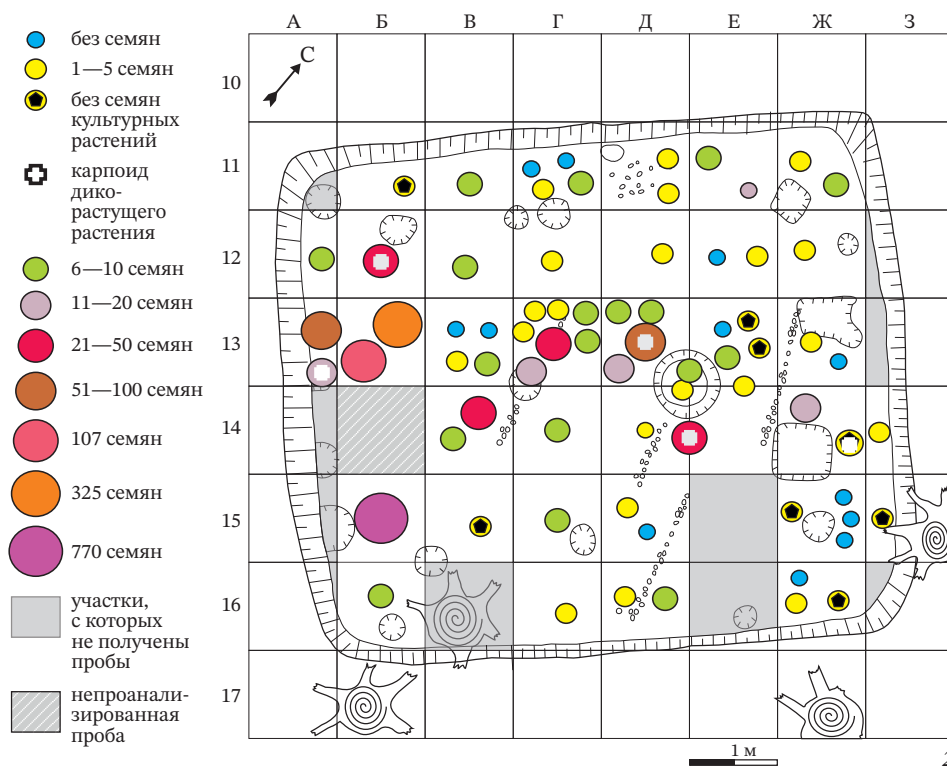 без семян
1—5 семян
без семян
культурных
растений
карпоид
дико-
растущего
растения
6—10 семян
11—20 семян
21—50 семян
51—100 семян
107 семян
325 семян
770 семян
участки,
с которых
не получены
пробы
непроанали-
зированная
проба
А Б В Г Д Е Ж З
С
10
11
12
13
14
15
16
17
1 м
2